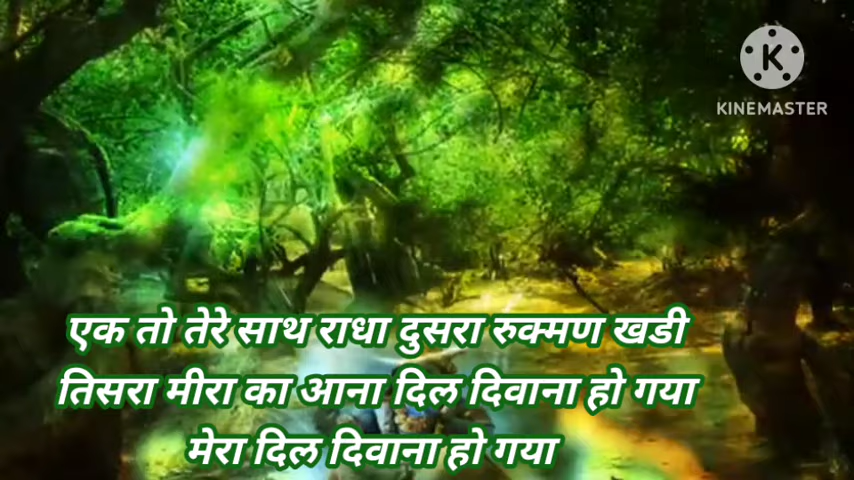 KINEMASTER
एक तो तेरे साथ राधा दुसरा रुक्मण खडी
तिसरा मीरा का आना दिल दिवाना हो गया
मेरा दिल दिवाना हो गया